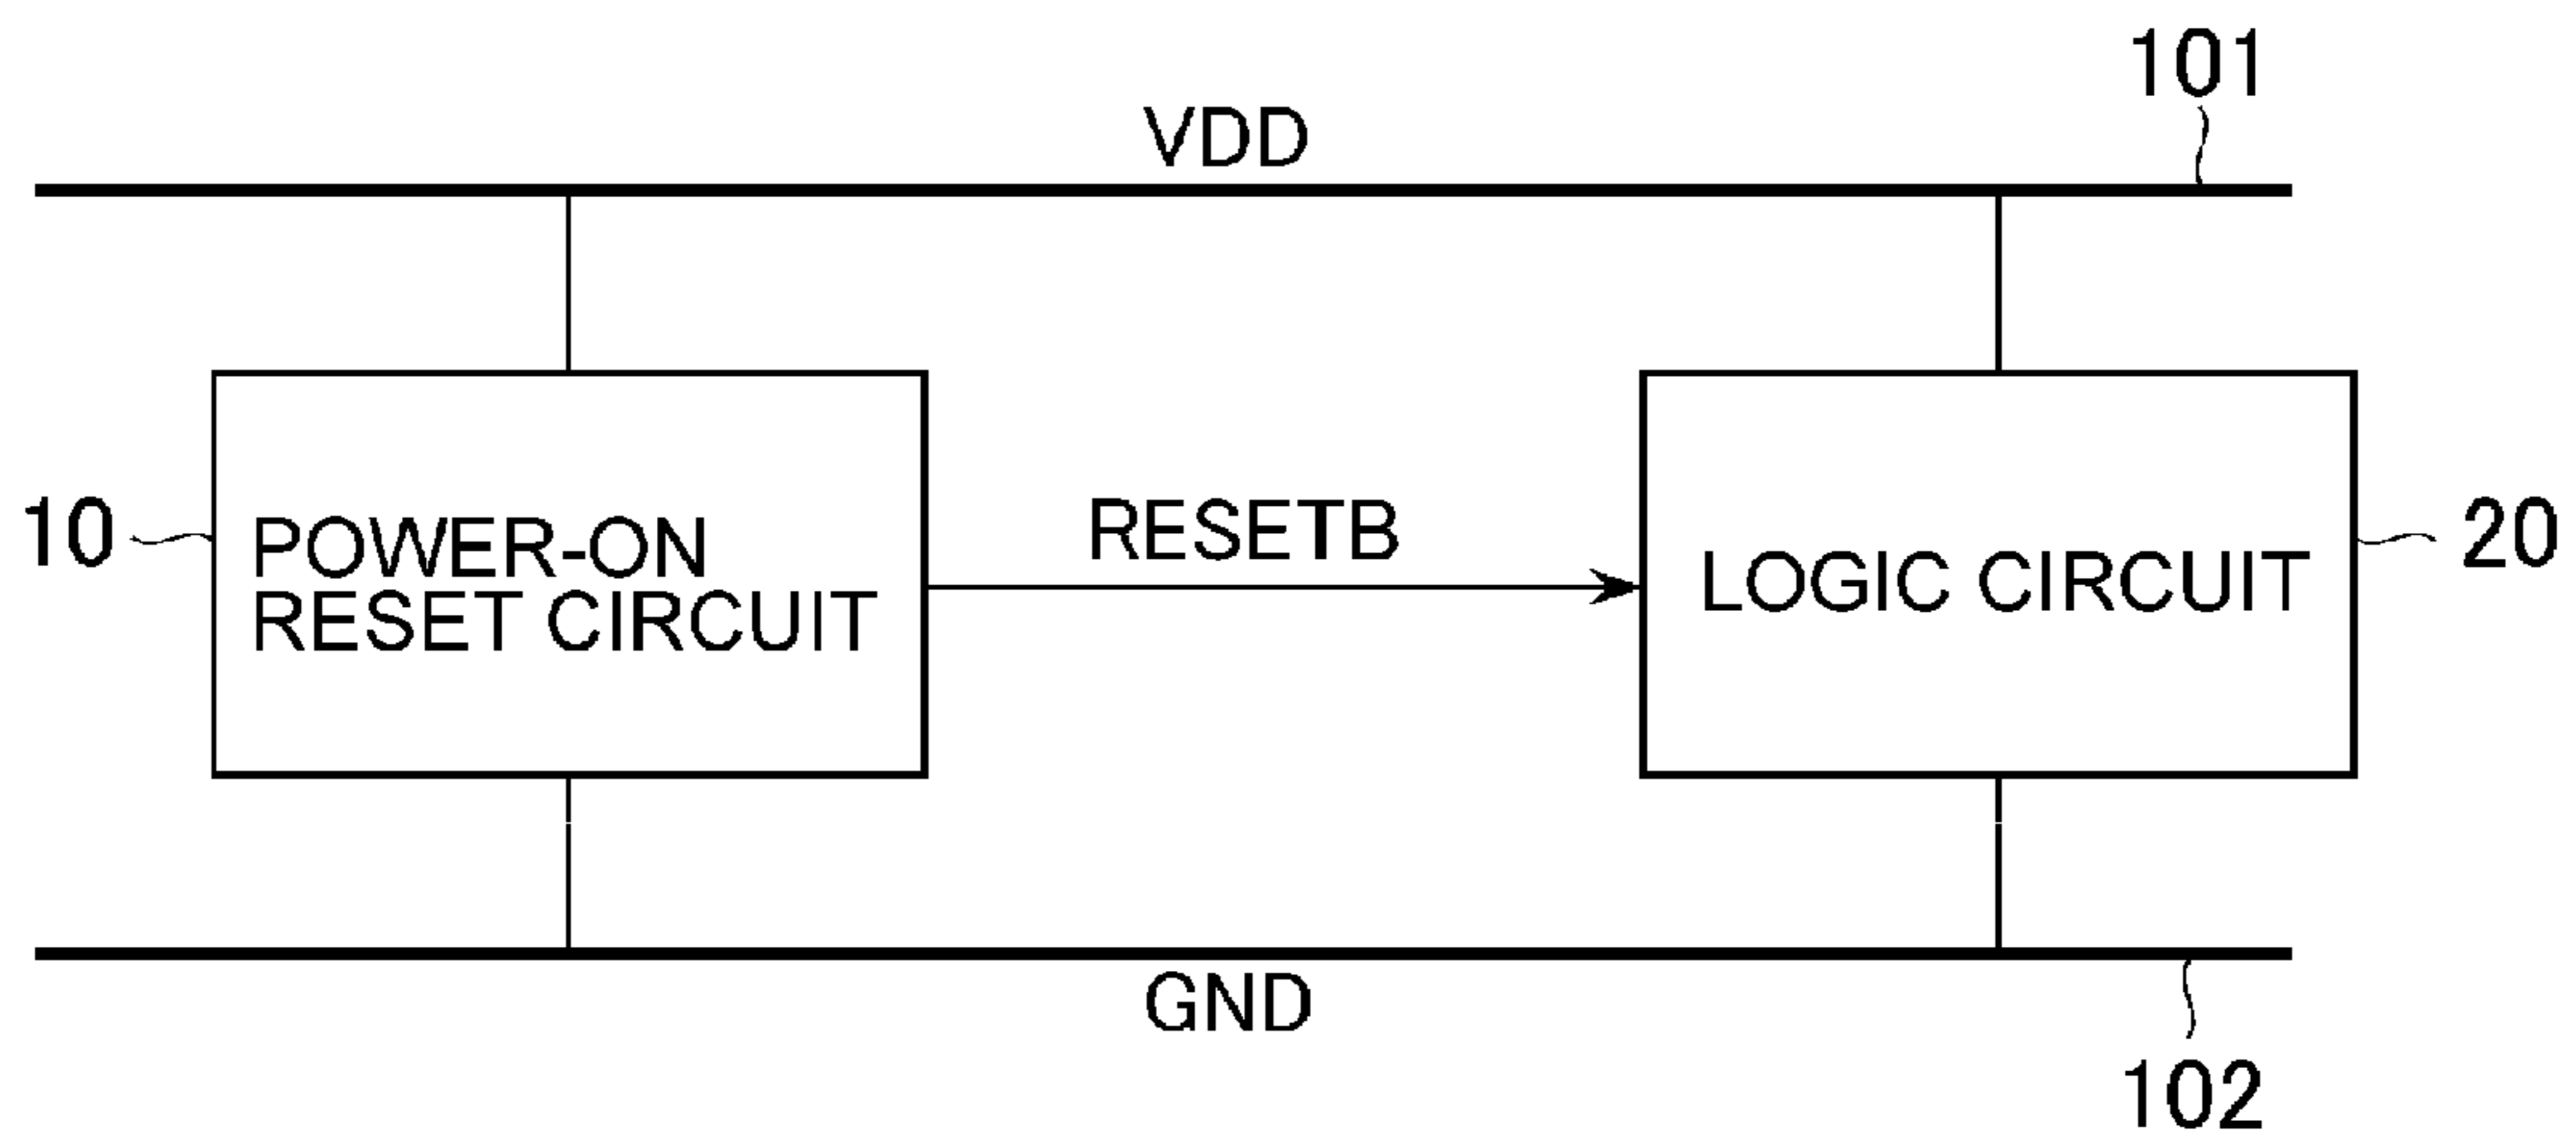 101
VDD
10
POWER-ON
RESET CIRCUIT
RESETB
LOGIC CIRCUIT
20
GND
102